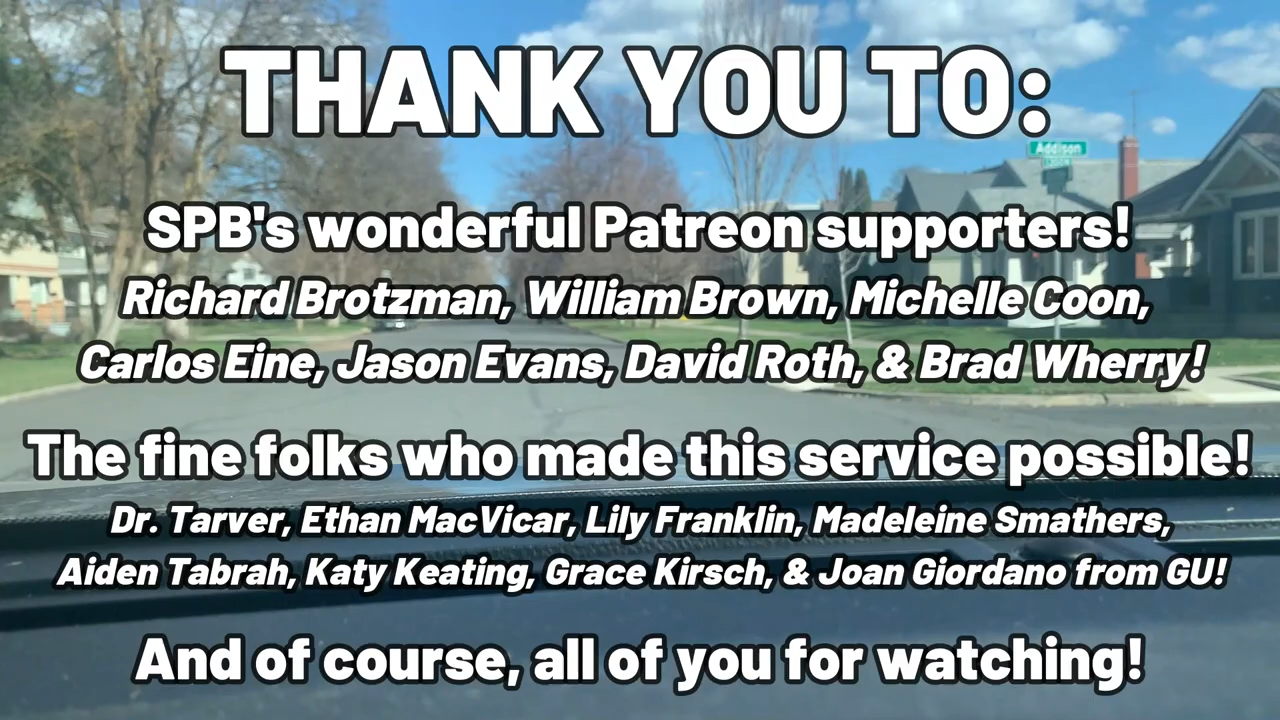 THANK YOU TO:
Addison
SPB's wonderful Patreon supporters!
Richard Brotzman, William Brown, Michelle Coon,
Carlos Eine, Jason Evans, David Roth, & Brad Wherry!
The fine folks who made this service possible!
Dr. Tarver, Ethan MacVicar, Lily Franklin, Madeleine Smathers,
Aiden Tabrah, Katy Keating, Grace Kirsch, & Joan Giordano from GU!
And of course, all of you for watching!